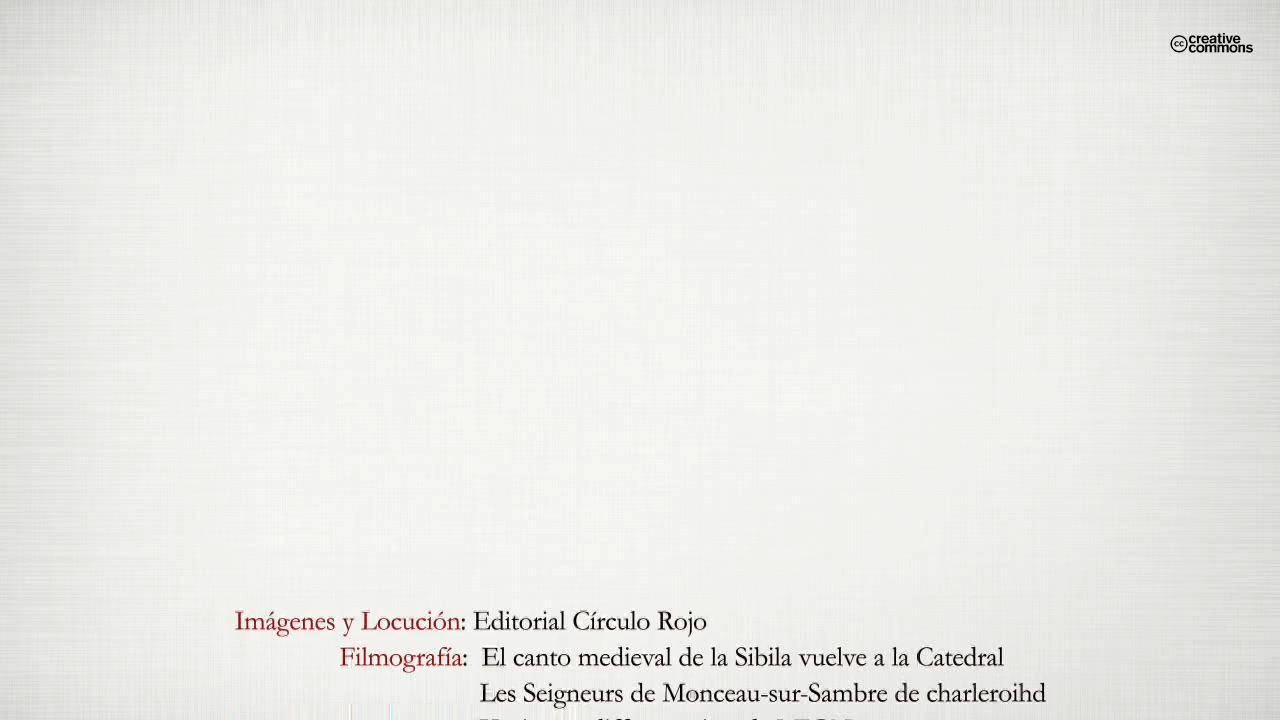 creative
commons
Imágenes y Locución: Editorial Círculo Rojo
Filmografía: El canto medieval de la Sibila vuelve a la Catedral
Les Seigneurs de Monceau-sur-Sambre de charleroihd